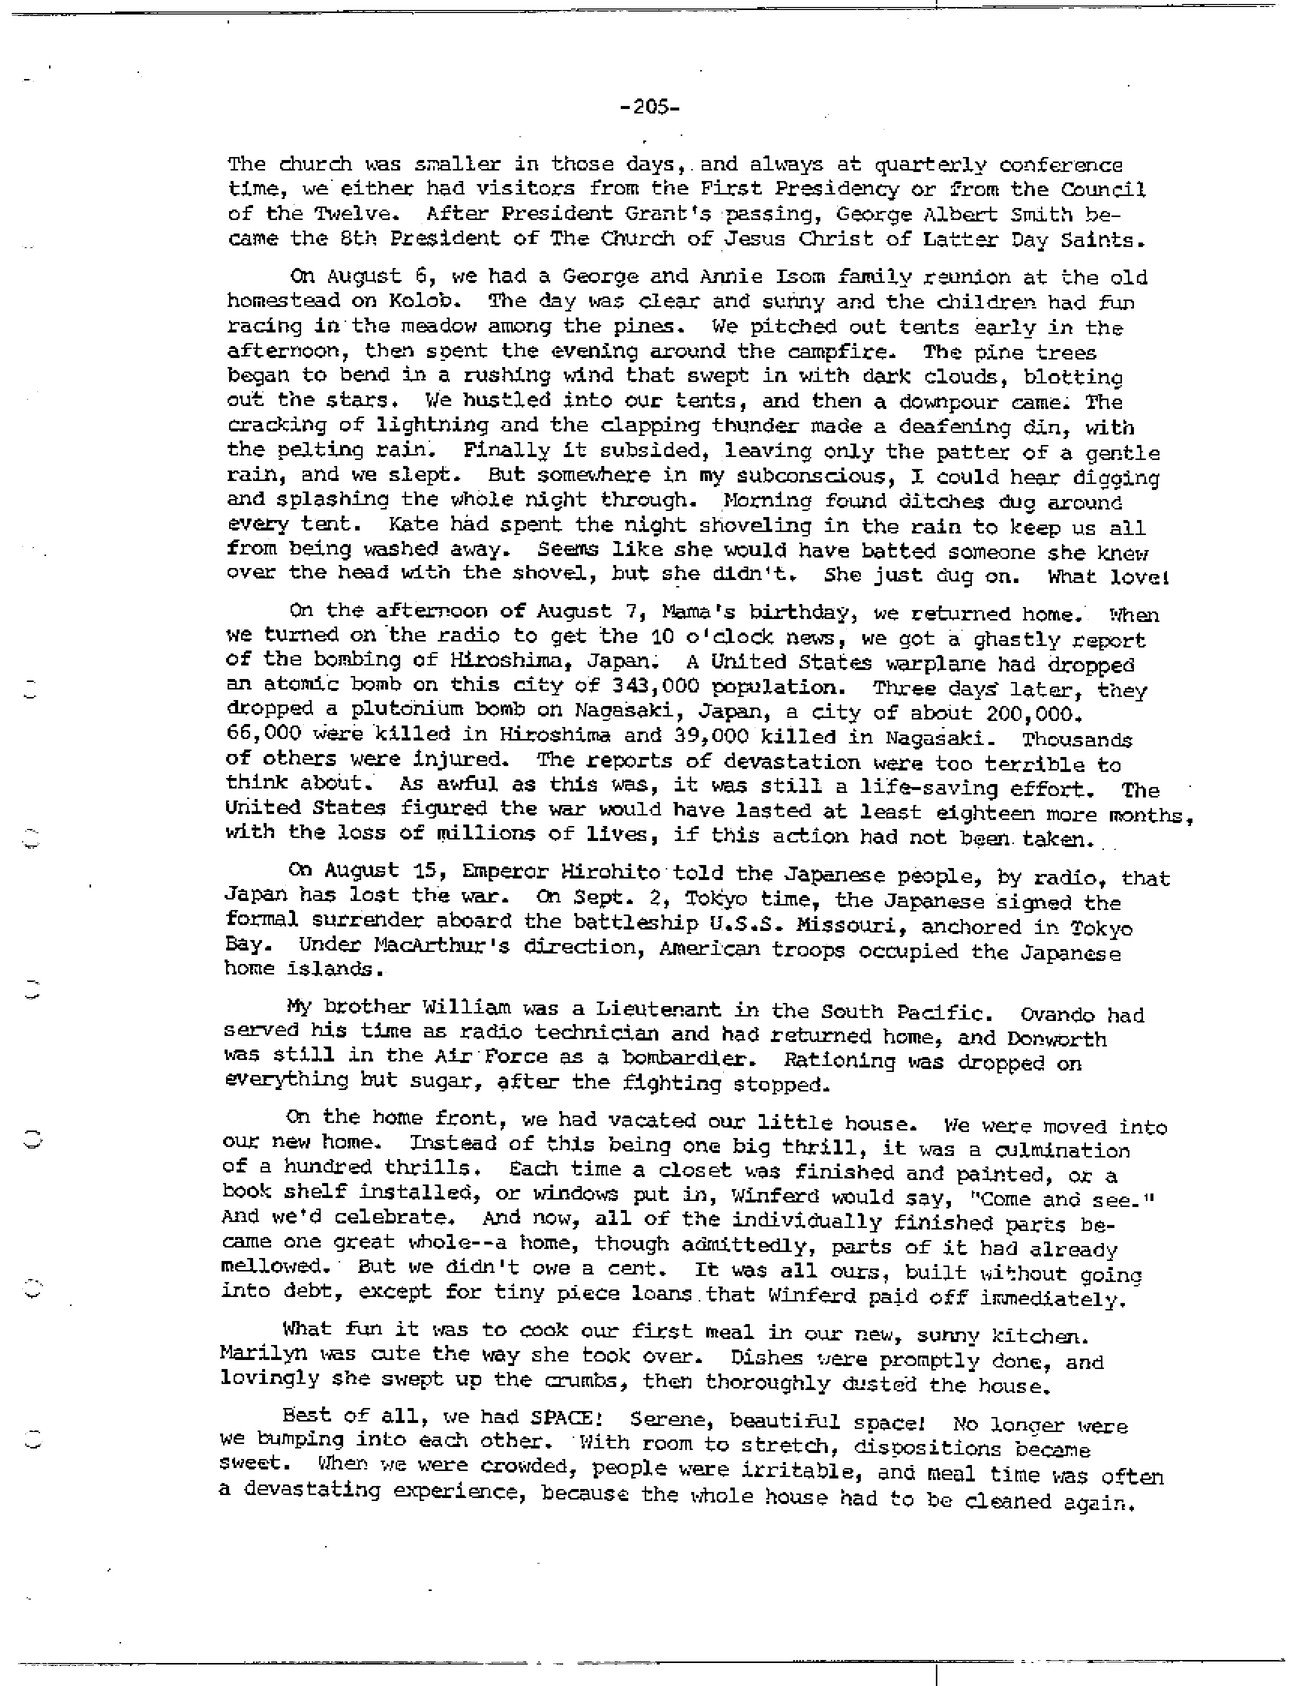 -205-
The church was smaller in those days, and always at quarterly conference
time, we either had visitors from the First Presidency or from the Council
of the Twelve.  After President Grant's passing, George Albert Smith be-
came the 8th President of The Church of Jesus Christ of Latter Day Saints.
On August 6, we had a George and Annie Isom family reunion at the old
homestead on Kolob.  The day was clear and sunny and the children had fun
racing in the meadow among the pines.  We pitched out tents early in the
afternoon, then spent the evening around the campfire.  The pine trees
began to bend in a rushing wind that swept in with dark clouds, blotting
out the stars.  We hustled into our tents, and then a downpour came.  The
cracking of lightning and the clapping thunder made a deafening din, with
the pelting rain.  Finally it subsided, leaving only the patter of a gentle
rain, and we slept.  But somewhere in my subconscious, I could hear digging
and splashing the whole night through.  Morning found ditches dug around
every tent.  Kate had spent the night shoveling in the rain to keep us all
from being washed away.  Seems like she would have batted someone she knew
over the head with the shovel, but she didn't.  She just dug on.  What love!
On the afternoon of August 7, Mama's birthday, we returned home.  When
we turned on the radio to get the 10 o'clock news, we got a ghastly report
of the bombing of Hiroshima, Japan.  A United States warplane had dropped
an atomic bomb on this city of 343,000 population.  Three days later, they
dropped a plutonium bomb on Nagasaki, Japan, a city of about 200,000.
66,000 were killed in Hiroshima and 39,000 killed in Nagasaki.  Thousands
of others were injured.  The reports of devastation were too terrible to
think about.  As awful as this was, it was still a life-saving effort.  The
United States figured the war would have lasted at least eighteen more months,
with the loss of millions of lives, if this action had not been taken.
On August 15, Emperor Hirohito told the Japanese people, by radio, that
Japan has lost the war.  On Sept. 2, Tokyo time, the Japanese signed the
formal surrender aboard the battleship U.S.S. Missouri, anchored in Tokyo
Bay.  Under MacArthur's direction, American troops occupied the Japanese
home islands.
My brother William was a Lieutenant in the South Pacific.  Ovando had
served his time as radio technician and had returned home, and Donworth
was still in the Air Force as a bombardier.  Rationing was dropped on
everything but sugar, after the fighting stopped.
On the home front, we had vacated our little house.  We were moved into
our new home.  Instead of this being one big thrill, it was a culmination
of a hundred thrills.  Each time a closet was finished and painted, or a
book shelf installed, or windows put in, Winferd would say, "Come and see."
And we'd celebrate.  And now, all of the individually finished parts be-
came one great whole--a home, though admittedly, parts of it had already
mellowed.  But we didn't owe a cent.  It was all ours, built without going
into debt, except for tiny piece loans that Winferd paid off immediately.
What fun it was to cook our first meal in our new, sunny kitchen.
Marilyn was cute the way she took over.  Dishes were promptly done, and
lovingly she swept up the crumbs, then thoroughly dusted the house.
Best of all, we had SPACE!  Serene, beautiful space!  No longer were
we bumping into each other.  With room to stretch, dispositions became
sweet.  When we were crowded, people were irritable, and meal time was often
a devastating experience, because the whole house had to be cleaned again.